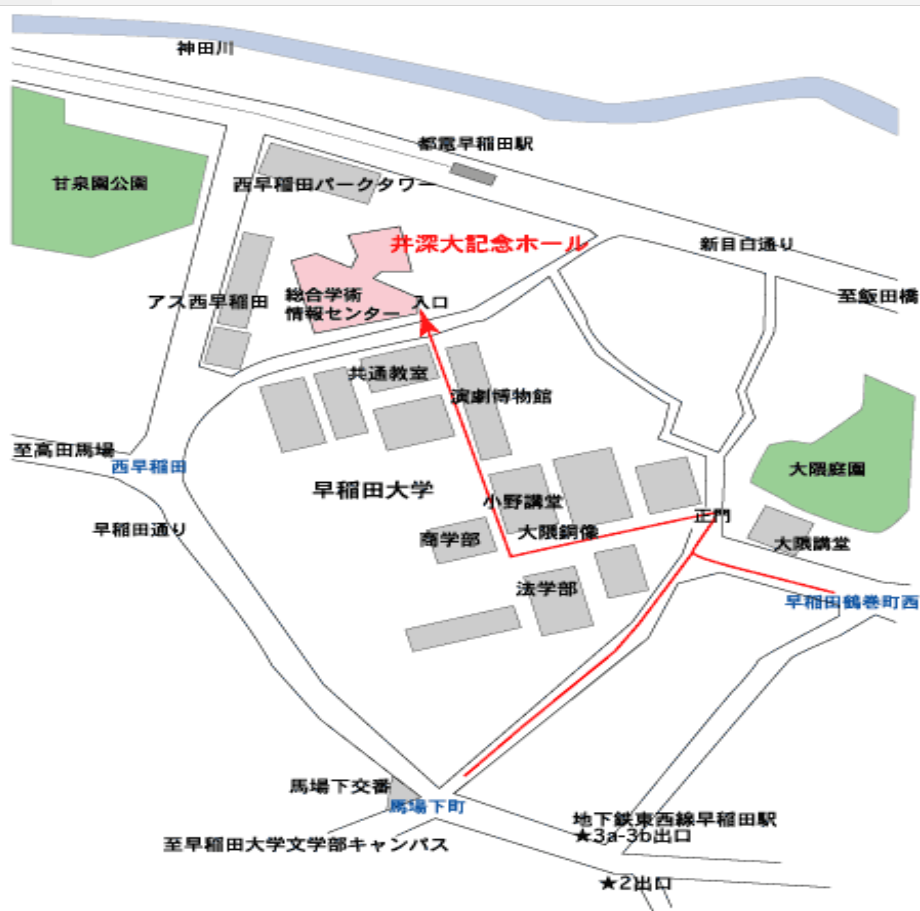 神田川
都電早稲田駅
甘泉園公園
西早稲田パークタワー
井深大記念ホール
新目白通り
至飯田橋
アス西早稲田
総合学術
情報センター
入口
共通教室
演劇博物館
至高田馬場
西早稲田
大隈庭園
早稲田大学
小野講堂
正門
早稲田通り
大隈銅像
商学部
大隈講堂
法学部
早稲田鶴巻町西
馬場下交番
馬場下町
地下鉄東西線早稲田駅
★3a-3b出口
至早稲田大学文学部キャンパス
★2出口